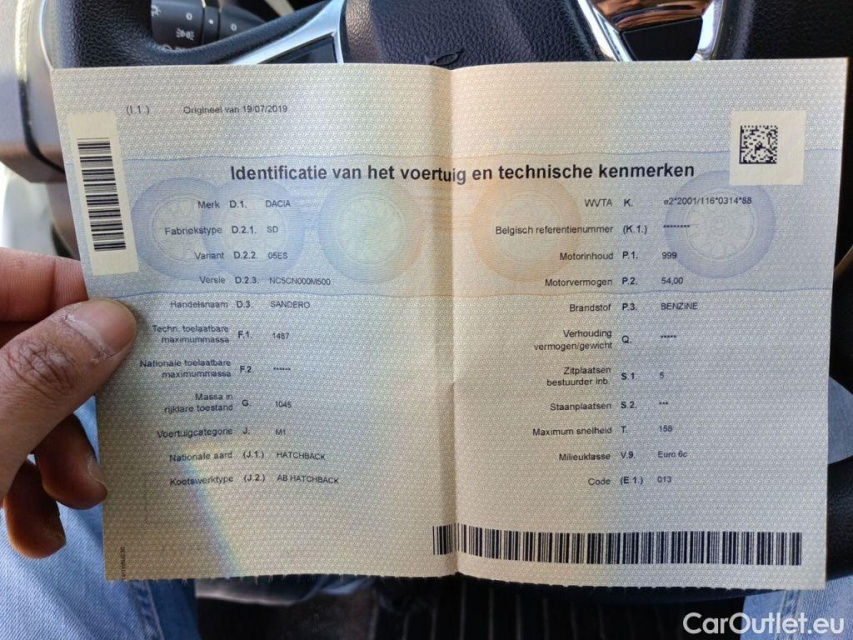 (I.1.) Origineel van 19/07/2019
Identificatie van het voertuig en technische kenmerken
Merk D.1. DACIA
Fabriekstype D.2.1. SD
Variant D.2.2. 05ES
Versie D.2.3. NC5CN000M500
Handelsnaam D.3. SANDERO
Techn. toelaatbare
maximummassa F.1. 1487
Nationale toelaatbare
maximummassa F.2. *****
Massa in
rijklare toestand G. 1045
Voertuigcategorie J. M1
Nationale aard (J.1.) HATCHBACK
Koetswerktype (J.2.) AB HATCHBACK
WVTA K. e2*2001/116*0314*88
Belgisch referentienummer (K.1.) ********
Motorinhoud P.1. 999
Motorvermogen P.2. 54,00
Brandstof P.3. BENZINE
Verhouding
vermogen/gewicht Q. *****
Zitplaatsen
bestuurder inb. S.1. 5
Staanplaatsen S.2. ***
Maximum snelheid T. 158
Milieuklasse V.9. Euro 6c
Code (E.1.) 013
CarOutlet.eu